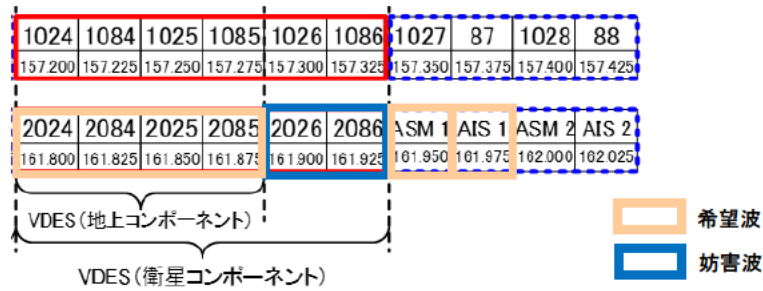 1024 1084 1025 1085 1026 1086 1027 87 1028 88
157.200 157.225 157.250 157.275 157.300 157.325 157.350 157.375 157.400 157.425
2024 2084 2025 2085 2026 2086 ASM 1 AIS 1 ASM 2 AIS 2
161.800 161.825 161.850 161.875 161.900 161.925 161.950 161.975 162.000 162.025
VDES(地上コンポーネント)
希望波
妨害波
VDES(衛星コンポーネント)